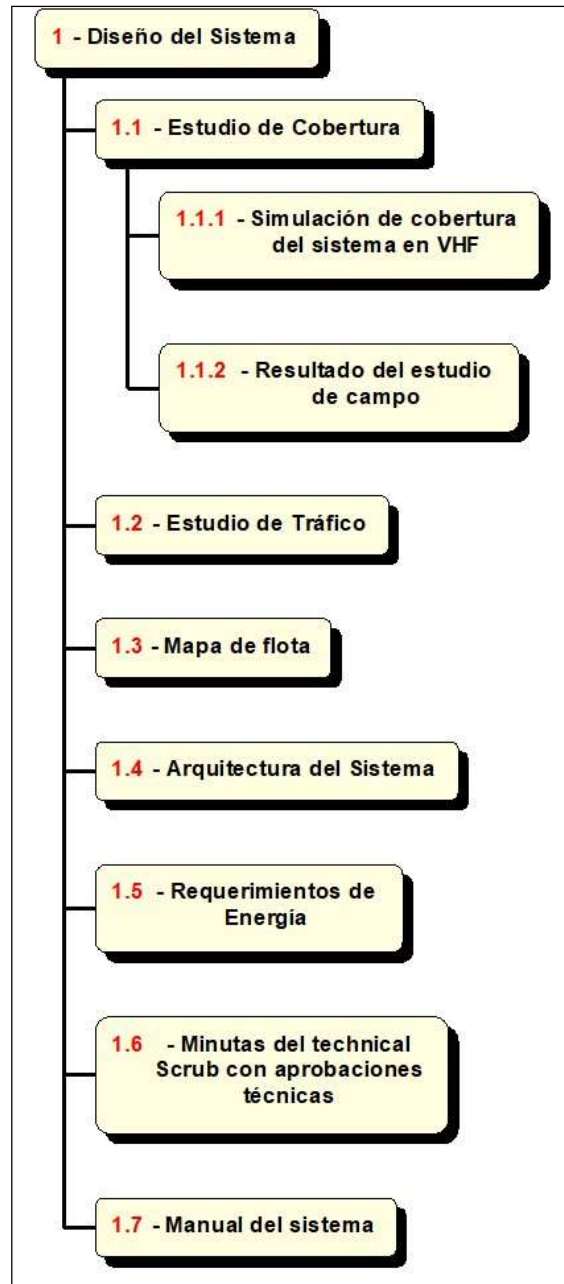 1 - Diseño del Sistema
1.1 - Estudio de Cobertura
1.1.1 - Simulación de cobertura
del sistema en VHF
1.1.2 - Resultado del estudio
de campo
1.2 - Estudio de Tráfico
1.3 - Mapa de flota
1.4 - Arquitectura del Sistema
1.5 - Requerimientos de
Energía
1.6 - Minutas del technical
Scrub con aprobaciones
técnicas
1.7 - Manual del sistema